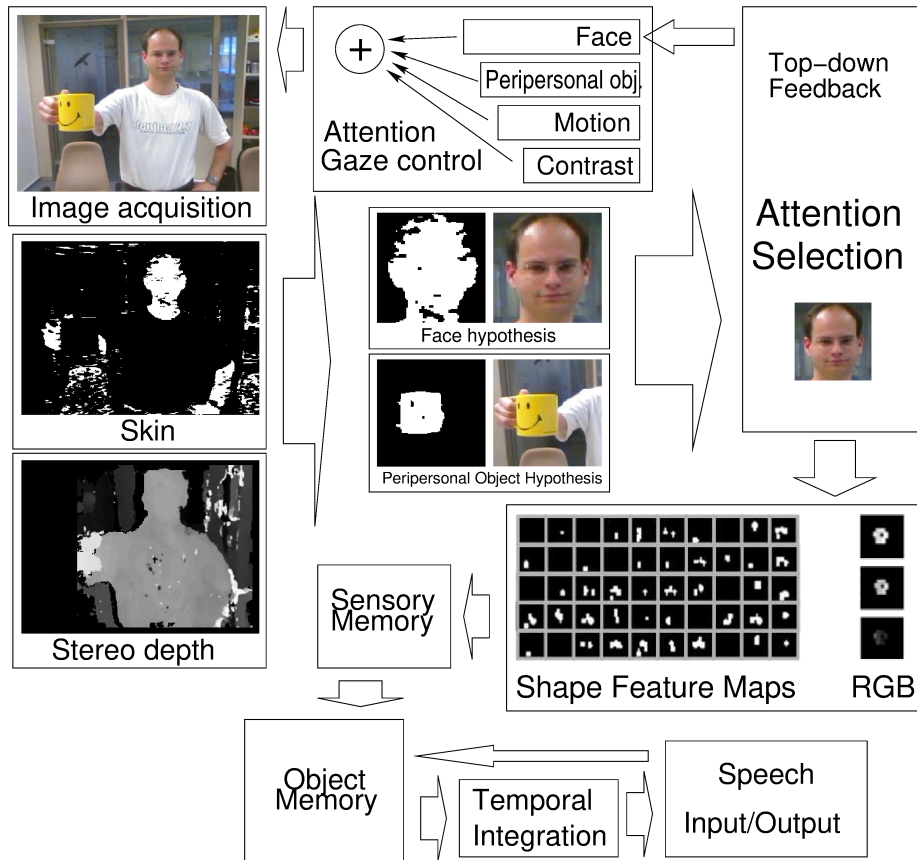 Face
Peripersonal obj.
Motion
Contrast
+
Attention
Gaze control
Top-down
Feedback
Image acquisition
Attention
Selection
Face hypothesis
Skin
Peripersonal Object Hypothesis
Stereo depth
Sensory
Memory
Shape Feature Maps
RGB
Object
Memory
Temporal
Integration
Speech
Input/Output